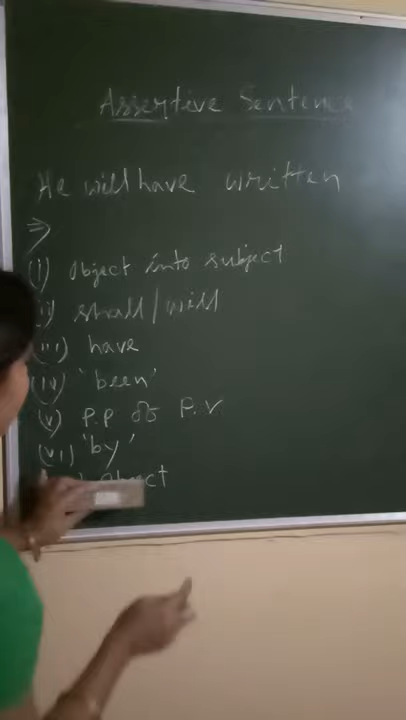 Assertive Sentence
He will have written
⇒
(i) Object into subject
(ii) shall/will
(iii) have
(iv) 'been'
(v) P.P of P.V
(vi) 'by'
Object